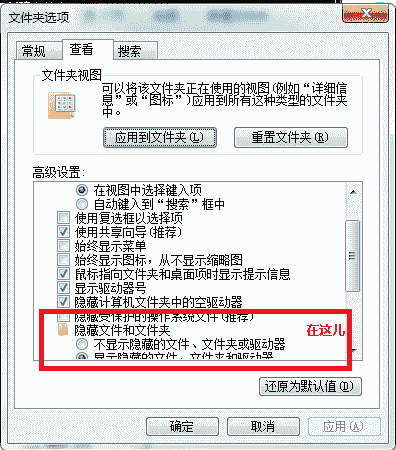 文件夹选项
常规
查看
搜索
文件夹视图
可以将该文件夹正在使用的视图(例如“详细信
息”或“图标”)应用到所有这种类型的文件夹
中。
应用到文件夹(L)
重置文件夹(R)
高级设置:
在视图中选择键入项
自动键入到“搜索”框中
使用复选框以选择项
使用共享向导(推荐)
始终显示菜单
始终显示图标，从不显示缩略图
鼠标指向文件夹和桌面项时显示提示信息
显示驱动器号
隐藏计算机文件夹中的空驱动器
隐藏受保护的操作系统文件(推荐)
隐藏文件和文件夹
在这儿
不显示隐藏的文件、文件夹或驱动器
显示隐藏的文件、文件夹和驱动器
还原为默认值(D)
确定
取消
应用(A)